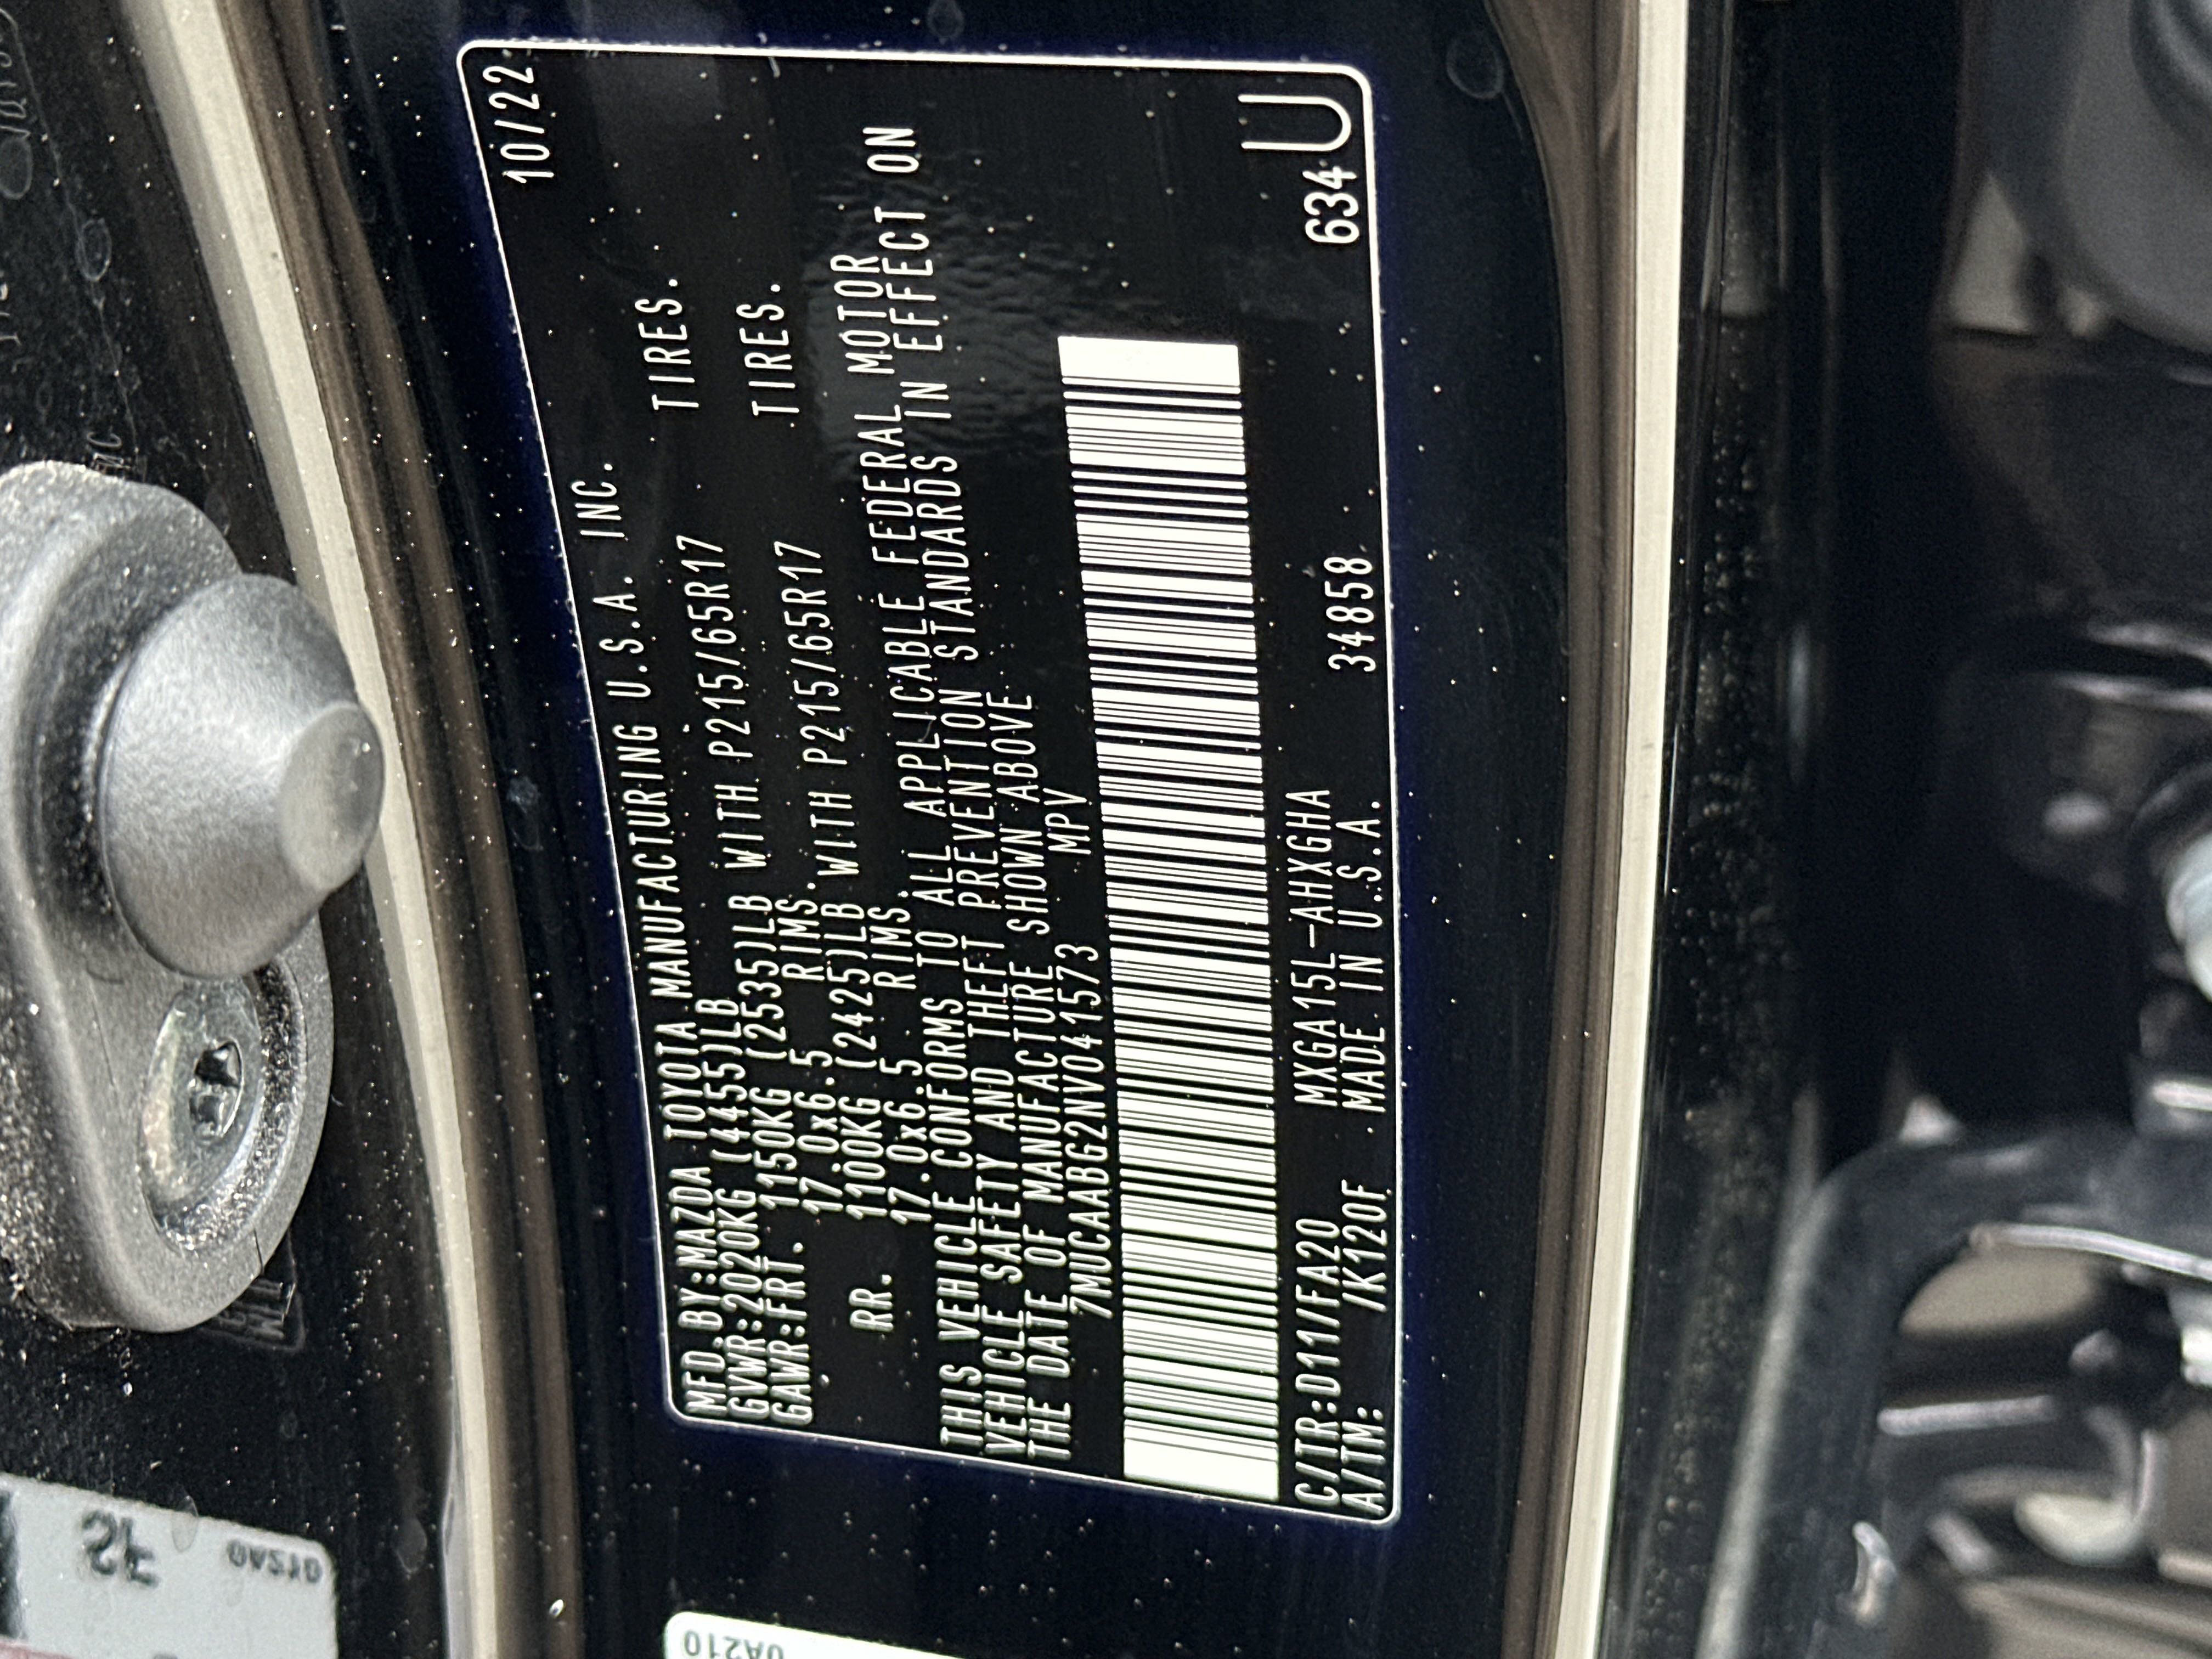 10/22
MFD.BY:MAZDA TOYOTA MANUFACTURING U.S.A. INC.
GVWR:2020KG (4455)LB
GAWR:FRT. 1150KG (2535)LB WITH P215/65R17 TIRES.
17.0x6.5 RIMS.
RR. 1100KG (2425)LB WITH P215/65R17 TIRES.
17.0x6.5 RIMS.
THIS VEHICLE CONFORMS TO ALL APPLICABLE FEDERAL MOTOR
VEHICLE SAFETY AND THEFT PREVENTION STANDARDS IN EFFECT ON
THE DATE OF MANUFACTURE SHOWN ABOVE
7MUCAABG2NV041573 MPV
C/TR:D11/FA20 MXGA15L-AHXGHA 634 U
A/TM: /K120F MADE IN U.S.A. 34858
0A210